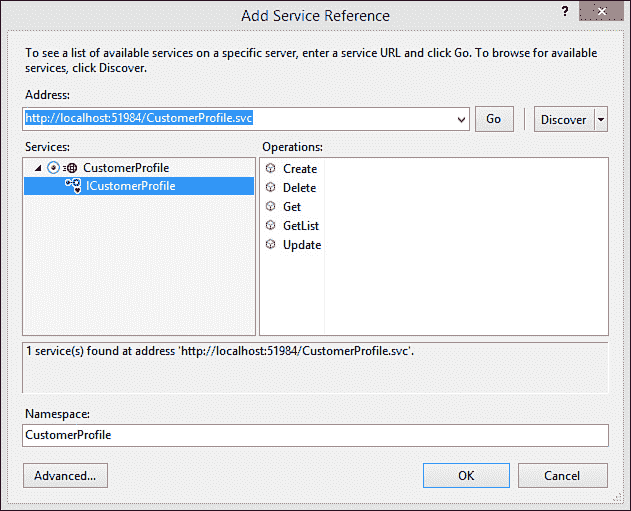 Add Service Reference
?
To see a list of available services on a specific server, enter a service URL and click Go. To browse for available
services, click Discover.
Address:
http://localhost:51984/CustomerProfile.svc
Go
Discover
Services:
Operations:
CustomerProfile
ICustomerProfile
Create
Delete
Get
GetList
Update
1 service(s) found at address 'http://localhost:51984/CustomerProfile.svc'.
Namespace:
CustomerProfile
Advanced...
OK
Cancel